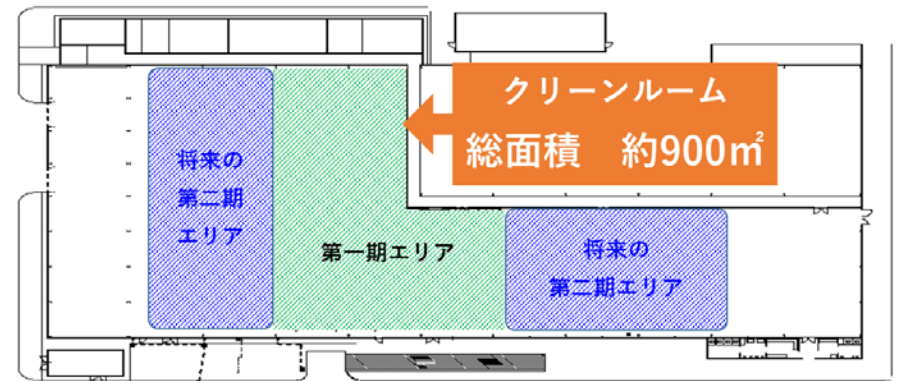 クリーンルーム
総面積　約900㎡
将来の
第二期
エリア
第一期エリア
将来の
第二期エリア